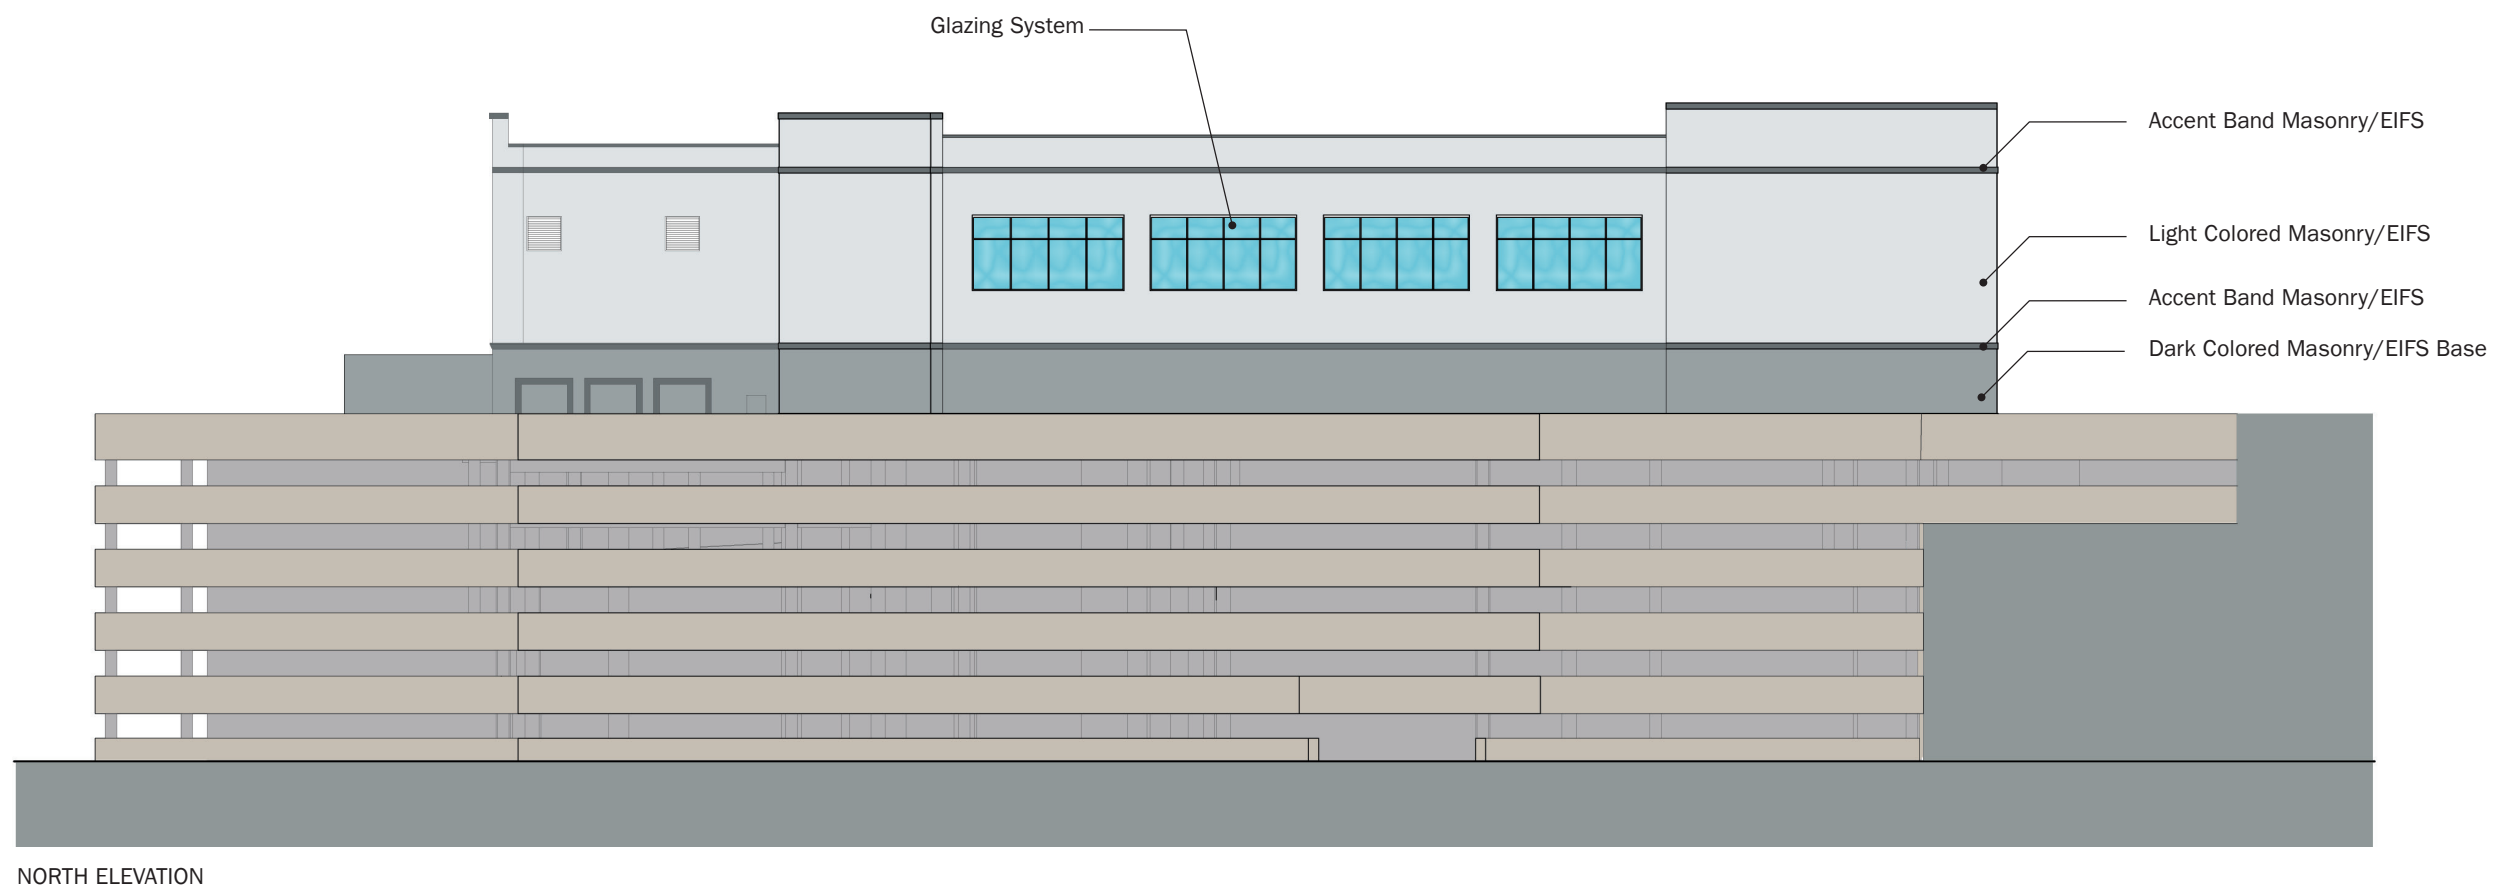 Glazing System
Accent Band Masonry/EIFS
Light Colored Masonry/EIFS
Accent Band Masonry/EIFS
Dark Colored Masonry/EIFS Base
NORTH ELEVATION